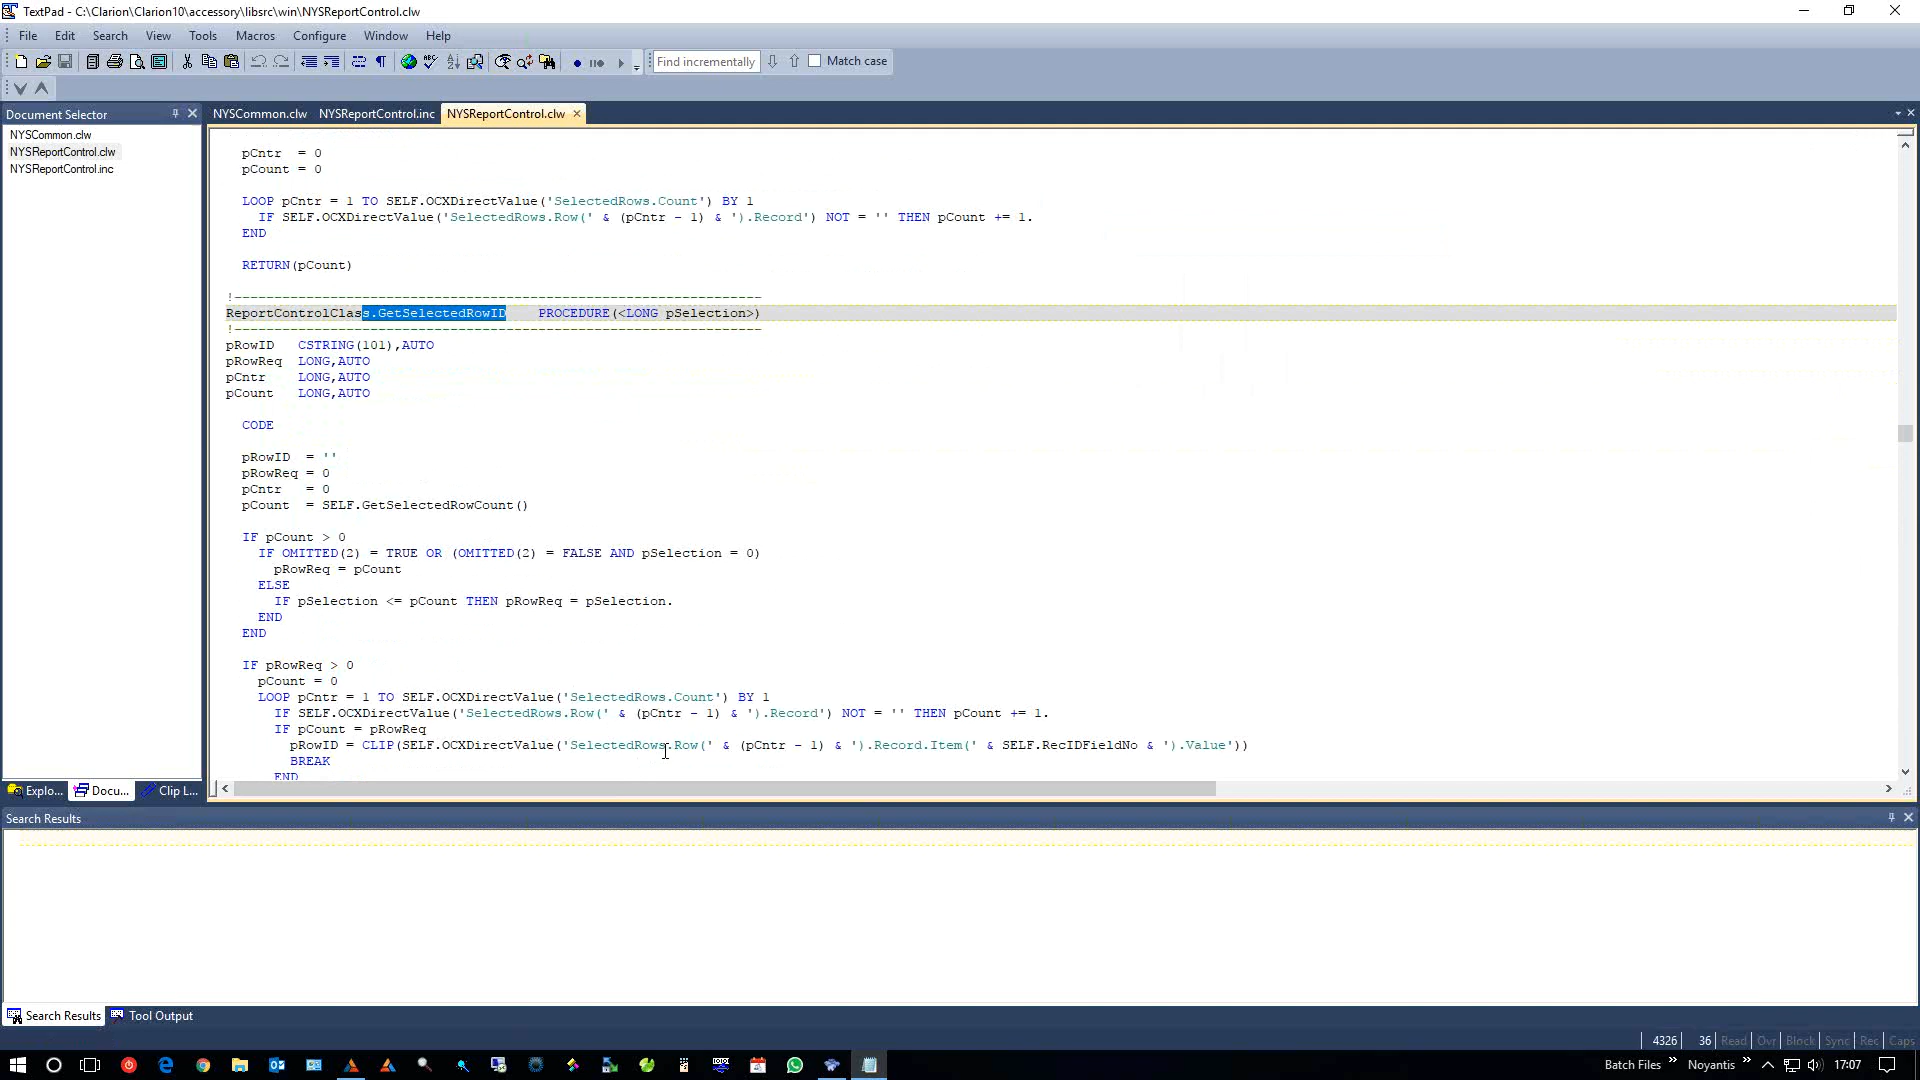 TextPad - C:\Clarion\Clarion10\accessory\libsrc\win\NYSReportControl.clw
File Edit Search View Tools Macros Configure Window Help
Find incrementally Match case
Document Selector
NYSCommon.clw
NYSReportControl.clw
NYSReportControl.inc
Explo... Docu... Clip L...
NYSCommon.clw NYSReportControl.inc NYSReportControl.clw
pCntr = 0
pCount = 0
LOOP pCntr = 1 TO SELF.OCXDirectValue('SelectedRows.Count') BY 1
IF SELF.OCXDirectValue('SelectedRows.Row(' & (pCntr - 1) & ').Record') NOT = '' THEN pCount += 1.
END
RETURN(pCount)
!------------------------------------------------------------------
ReportControlClass.GetSelectedRowID PROCEDURE(<LONG pSelection>)
!------------------------------------------------------------------
pRowID CSTRING(101),AUTO
pRowReq LONG,AUTO
pCntr LONG,AUTO
pCount LONG,AUTO
CODE
pRowID = ''
pRowReq = 0
pCntr = 0
pCount = SELF.GetSelectedRowCount()
IF pCount > 0
IF OMITTED(2) = TRUE OR (OMITTED(2) = FALSE AND pSelection = 0)
pRowReq = pCount
ELSE
IF pSelection <= pCount THEN pRowReq = pSelection.
END
END
IF pRowReq > 0
pCount = 0
LOOP pCntr = 1 TO SELF.OCXDirectValue('SelectedRows.Count') BY 1
IF SELF.OCXDirectValue('SelectedRows.Row(' & (pCntr - 1) & ').Record') NOT = '' THEN pCount += 1.
IF pCount = pRowReq
pRowID = CLIP(SELF.OCXDirectValue('SelectedRows.Row(' & (pCntr - 1) & ').Record.Item(' & SELF.RecIDFieldNo & ').Value'))
BREAK
END
Search Results
Search Results Tool Output
4326 36 Read Ovr Block Sync Rec Caps
Batch Files Noyantis 17:07